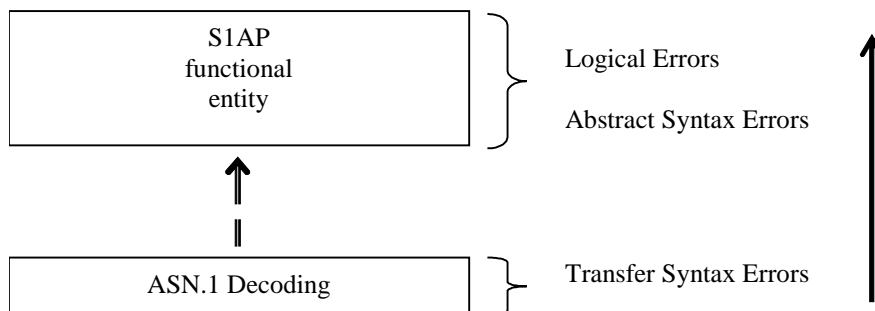 S1AP
functional
entity
Logical Errors
Abstract Syntax Errors
ASN.1 Decoding
Transfer Syntax Errors